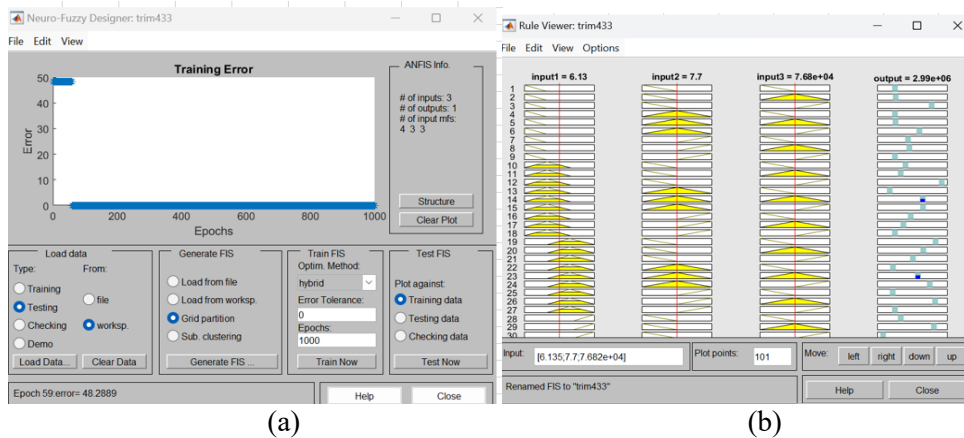 Neuro-Fuzzy Designer: trim433
File Edit View
Training Error
50
40
30
20
10
0
Error
0 200 400 600 800 1000
Epochs
ANFIS Info.
# of inputs: 3
# of outputs: 1
# of input mfs:
4 3 3
Structure
Clear Plot
Load data
Type: From:
Training
Testing
Checking
Demo
file
worksp.
Load Data... Clear Data
Generate FIS
Load from file
Load from worksp.
Grid partition
Sub. clustering
Generate FIS ...
Train FIS
Optim. Method:
hybrid
Error Tolerance:
0
Epochs:
1000
Train Now
Test FIS
Plot against:
Training data
Testing data
Checking data
Test Now
Epoch 59:error= 48.2889
Help Close
(a)
Rule Viewer: trim433
File Edit View Options
input1 = 6.13 input2 = 7.7 input3 = 7.68e+04 output = 2.99e+06
1
2
3
4
5
6
7
8
9
10
11
12
13
14
15
16
17
18
19
20
21
22
23
24
25
26
27
28
29
30
Input: [6.135;7.7;7.682e+04] Plot points: 101 Move: left right down up
Renamed FIS to "trim433"
Help Close
(b)